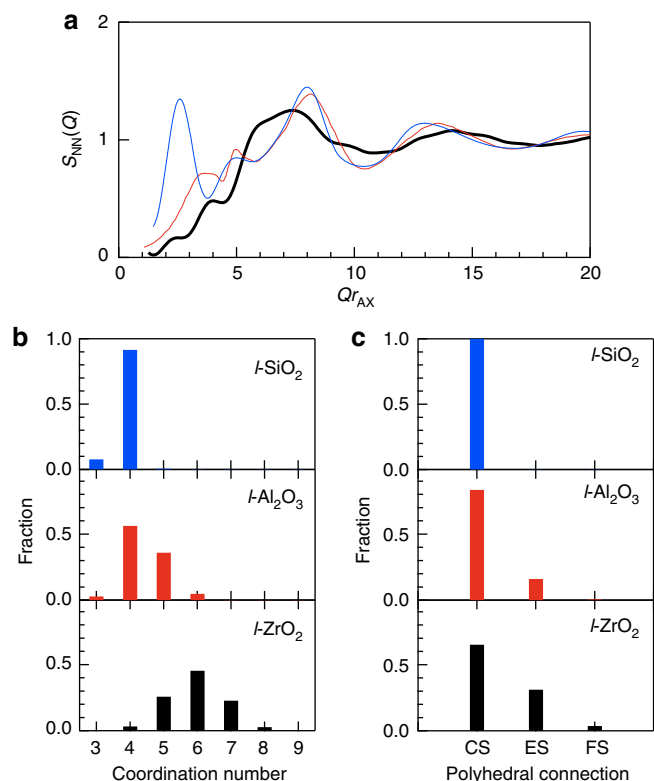 a
2
1
0
S_NN(Q)
0 5 10 15 20
Qr_AX
b
c
1.0
0.5
0.0
l-SiO₂
1.0
0.5
0.0
l-SiO₂
Fraction
0.5
0.0
l-Al₂O₃
Fraction
0.5
0.0
l-Al₂O₃
0.5
0.0
l-ZrO₂
0.5
0.0
l-ZrO₂
3 4 5 6 7 8 9
Coordination number
CS ES FS
Polyhedral connection